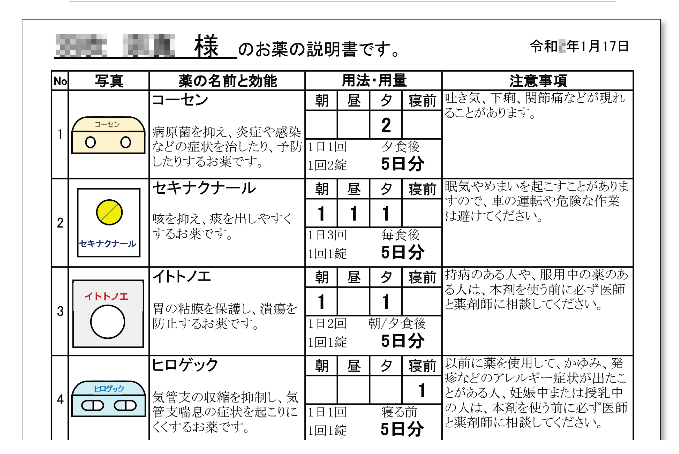 様 のお薬の説明書です。
令和 年1月17日
No 写真 薬の名前と効能 用法・用量 注意事項
1
コーセン
コーセン
病原菌を抑え、炎症や感染
などの症状を治したり、予防
したりするお薬です。
朝 昼 夕 寝前
2
1日1回 夕食後
1回2錠 5日分
吐き気、下痢、関節痛などが現れ
ることがあります。
2
セキナクナール
セキナクナール
咳を抑え、痰を出しやすく
するお薬です。
朝 昼 夕 寝前
1 1 1
1日3回 毎食後
1回1錠 5日分
眠気やめまいを起こすことがありま
すので、車の運転や危険な作業
は避けてください。
3
イトトノエ
イトトノエ
胃の粘膜を保護し、潰瘍を
防止するお薬です。
朝 昼 夕 寝前
1 1
1日2回 朝/夕食後
1回1錠 5日分
持病のある人や、服用中の薬のあ
る人は、本剤を使う前に必ず医師
と薬剤師に相談してください。
4
ヒロゲック
ヒロゲック
気管支の収縮を抑制し、気
管支喘息の症状を起こりに
くくするお薬です。
朝 昼 夕 寝前
1
1日1回 寝る前
1回1錠 5日分
以前に薬を使用して、かゆみ、発
疹などのアレルギー症状が出たこ
とがある人、妊娠中または授乳中
の人は、本剤を使う前に必ず医師
と薬剤師に相談してください。